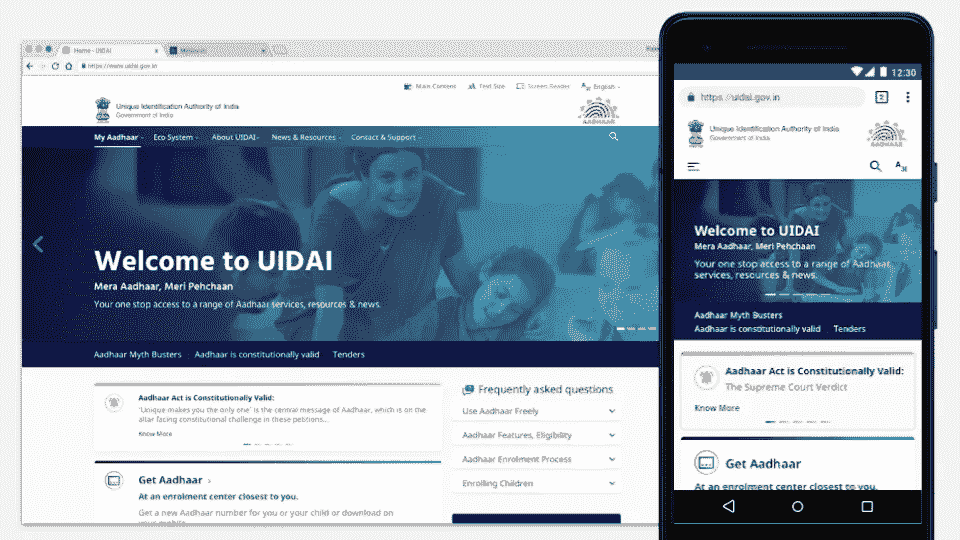 Home - UIDAI
https://www.uidai.gov.in
Main Content
Text Size
Screen Reader
English
Unique Identification Authority of India
Government of India
AADHAAR
My Aadhaar
Eco System
About UIDAI
News & Resources
Contact & Support
Welcome to UIDAI
Mera Aadhaar, Meri Pehchaan
Your one stop access to a range of Aadhaar services, resources & news.
Aadhaar Myth Busters
Aadhaar is constitutionally valid
Tenders
Aadhaar Act is Constitutionally Valid:
'Unique makes you the only one' is the central message of Aadhaar, which is on the
altar facing constitutional challenge in these petitions...
Know More
Get Aadhaar
At an enrolment center closest to you.
Get a new Aadhaar number for you or your child or download on
your mobile
Frequently asked questions
Use Aadhaar Freely
Aadhaar Features, Eligibility
Aadhaar Enrolment Process
Enrolling Children
12:30
https://uidai.gov.in
2
Unique Identification Authority of India
Government of India
AADHAAR
Welcome to UIDAI
Mera Aadhaar, Meri Pehchaan
Your one stop access to a range of Aadhaar
services, resources & news.
Aadhaar Myth Busters
Aadhaar is constitutionally valid
Tenders
Aadhaar Act is Constitutionally Valid:
The Supreme Court Verdict
Know More
Get Aadhaar
At an enrolment center closest to you.